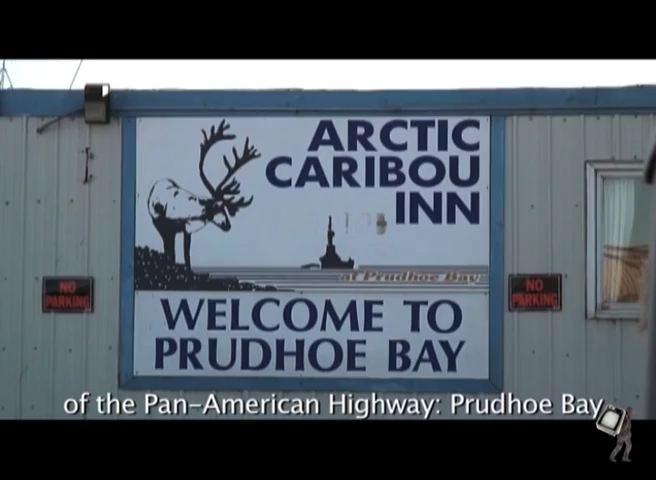 ARCTIC
CARIBOU
INN
at Prudhoe Bay
WELCOME TO
PRUDHOE BAY
NO
PARKING
NO
PARKING
of the Pan-American Highway: Prudhoe Bay,